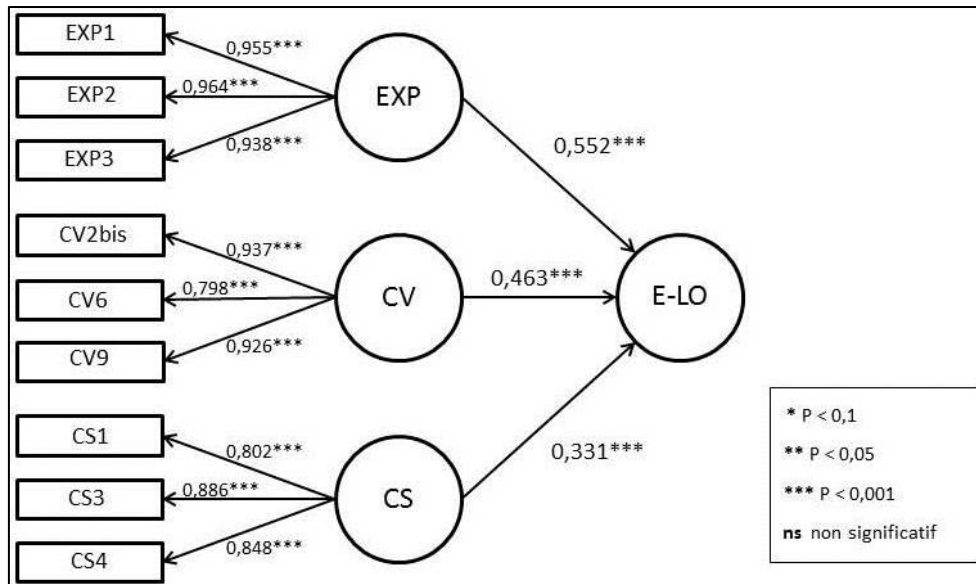 EXP1
0,955***
EXP2
0,964***
EXP3
0,938***
EXP
0,552***
CV2bis
0,937***
CV6
0,798***
CV9
0,926***
CV
0,463***
E-LO
CS1
0,802***
CS3
0,886***
CS4
0,848***
CS
0,331***
* P < 0,1
** P < 0,05
*** P < 0,001
ns non significatif